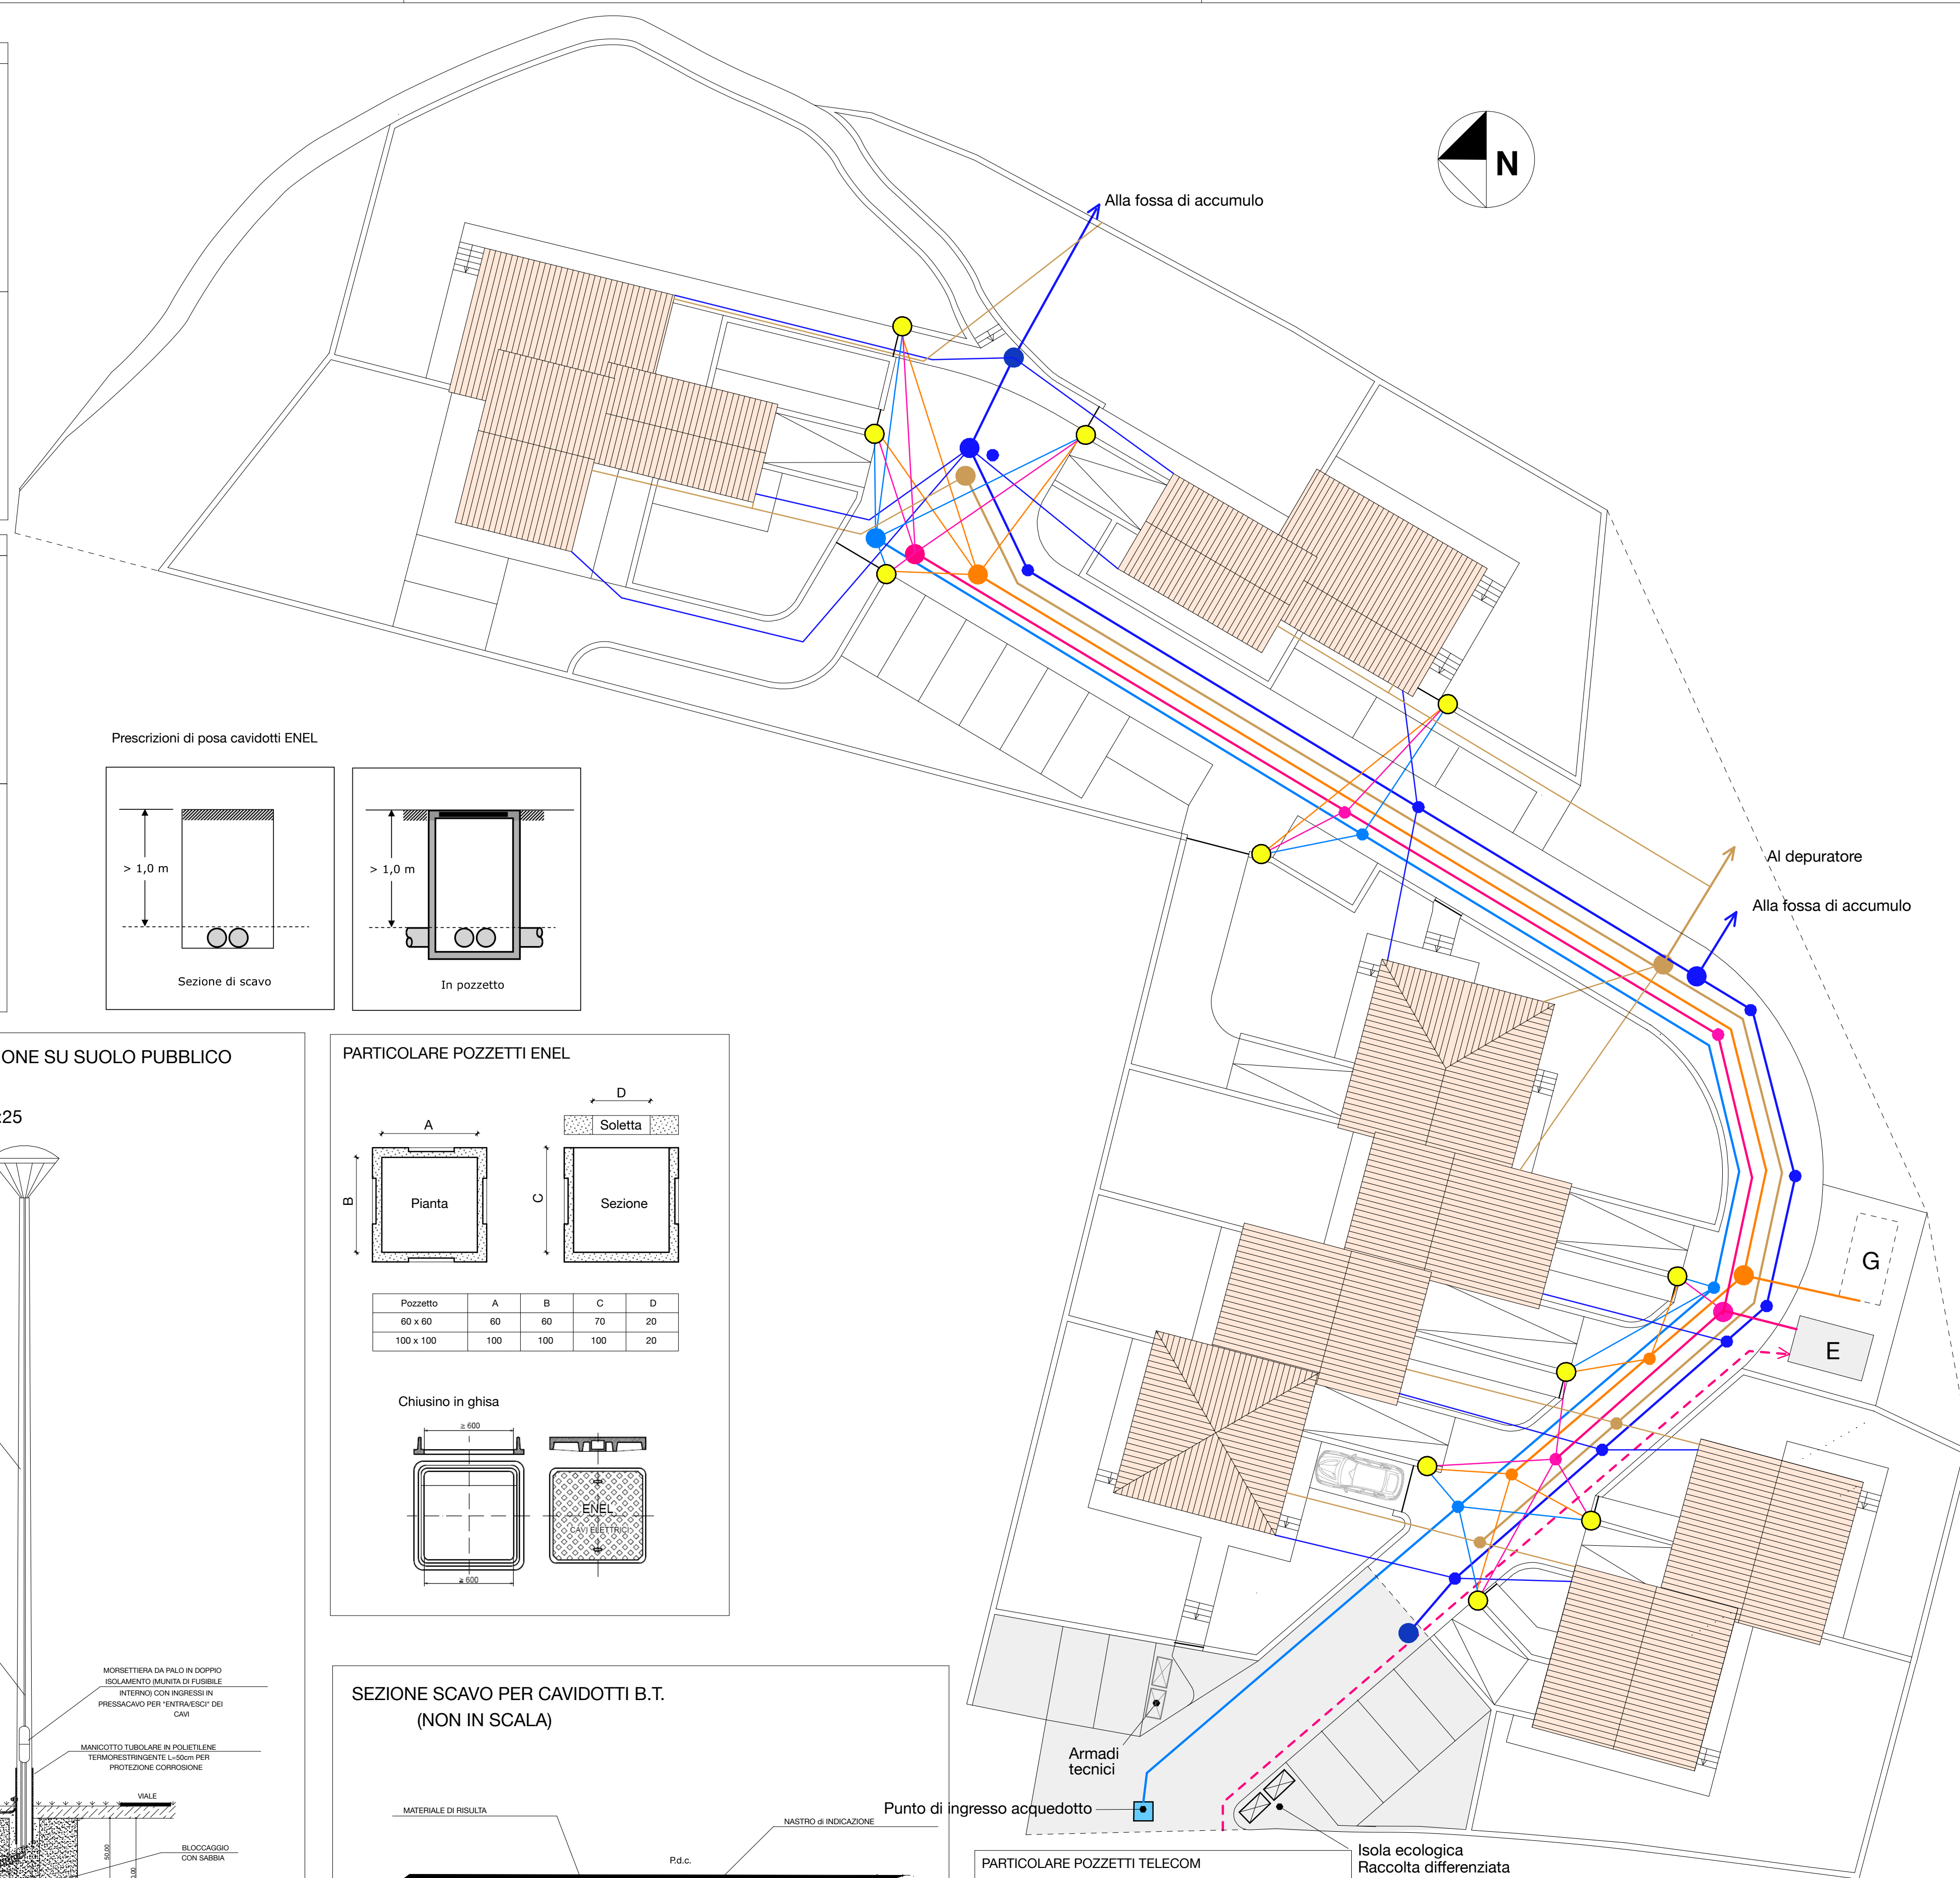 N
Alla fossa di accumulo
Prescrizioni di posa cavidotti ENEL
> 1,0 m
Sezione di scavo
> 1,0 m
In pozzetto
Al depuratore
Alla fossa di accumulo
ONE SU SUOLO PUBBLICO
:25
PARTICOLARE POZZETTI ENEL
A
B
Pianta
D
Soletta
C
Sezione
Pozzetto A B C D
60 x 60 60 60 70 20
100 x 100 100 100 100 20
Chiusino in ghisa
≥ 600
≥ 600
ENEL
CAVI ELETTRICI
G
E
MORSETTIERA DA PALO IN DOPPIO
ISOLAMENTO (MUNITA DI FUSIBILE
INTERNO) CON INGRESSI IN
PRESSACAVO PER "ENTRA/ESCI" DEI
CAVI
MANICOTTO TUBOLARE IN POLIETILENE
TERMORESTRINGENTE L=50cm PER
PROTEZIONE CORROSIONE
VIALE
BLOCCAGGIO
CON SABBIA
50,00
SEZIONE SCAVO PER CAVIDOTTI B.T.
(NON IN SCALA)
MATERIALE DI RISULTA
NASTRO di INDICAZIONE
P.d.c.
Armadi
tecnici
Punto di ingresso acquedotto
Isola ecologica
Raccolta differenziata
PARTICOLARE POZZETTI TELECOM